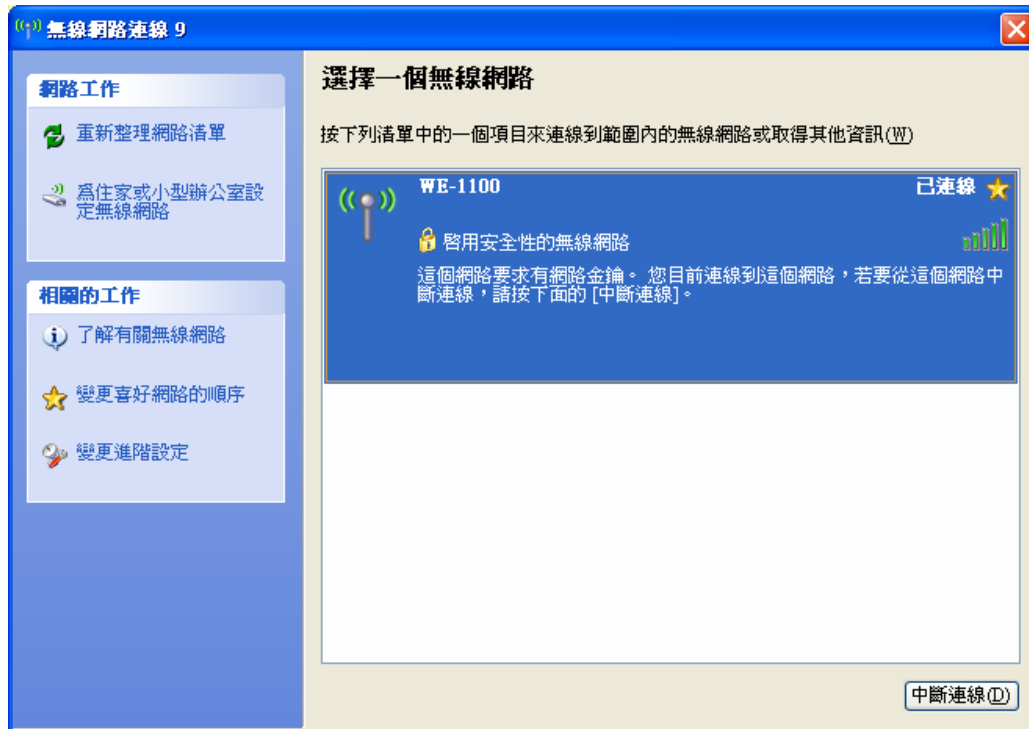 無線網路連線 9
網路工作
重新整理網路清單
為住家或小型辦公室設
定無線網路
相關的工作
了解有關無線網路
變更喜好網路的順序
變更進階設定
選擇一個無線網路
按下列清單中的一個項目來連線到範圍內的無線網路或取得其他資訊(W)
WE-1100
已連線
啓用安全性的無線網路
這個網路要求有網路金鑰。您目前連線到這個網路，若要從這個網路中
斷連線，請按下面的 [中斷連線]。
中斷連線(D)